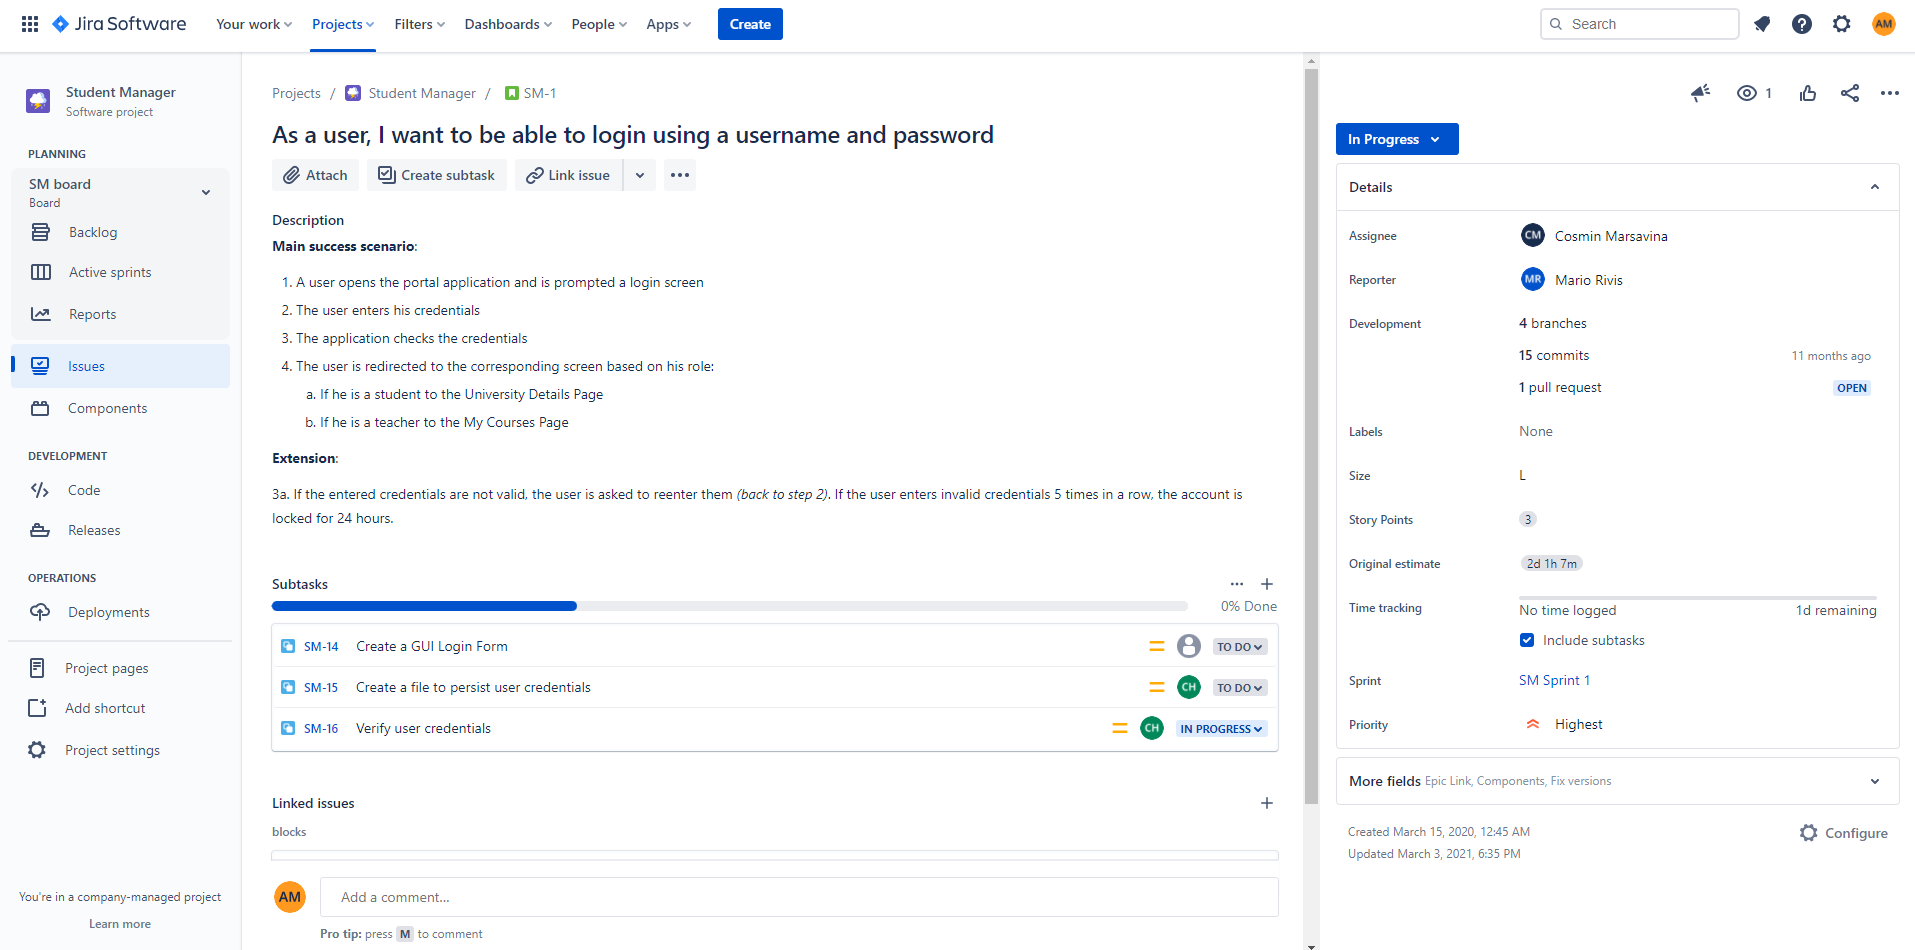 Jira Software
Your work
Projects
Filters
Dashboards
People
Apps
Create
Search
AM
Student Manager
Software project
PLANNING
SM board
Board
Backlog
Active sprints
Reports
Issues
Components
DEVELOPMENT
Code
Releases
OPERATIONS
Deployments
Project pages
Add shortcut
Project settings
You're in a company-managed project
Learn more
Projects / Student Manager / SM-1
As a user, I want to be able to login using a username and password
Attach
Create subtask
Link issue
Description
Main success scenario:
1. A user opens the portal application and is prompted a login screen
2. The user enters his credentials
3. The application checks the credentials
4. The user is redirected to the corresponding screen based on his role:
a. If he is a student to the University Details Page
b. If he is a teacher to the My Courses Page
Extension:
3a. If the entered credentials are not valid, the user is asked to reenter them (back to step 2). If the user enters invalid credentials 5 times in a row, the account is
locked for 24 hours.
Subtasks
0% Done
SM-14 Create a GUI Login Form TO DO
SM-15 Create a file to persist user credentials CH TO DO
SM-16 Verify user credentials CH IN PROGRESS
Linked issues
blocks
AM
Add a comment...
Pro tip: press M to comment
1
In Progress
Details
Assignee CM Cosmin Marsavina
Reporter MR Mario Rivis
Development 4 branches
15 commits 11 months ago
1 pull request OPEN
Labels None
Size L
Story Points 3
Original estimate 2d 1h 7m
Time tracking No time logged 1d remaining
Include subtasks
Sprint SM Sprint 1
Priority Highest
More fields Epic Link, Components, Fix versions
Created March 15, 2020, 12:45 AM
Updated March 3, 2021, 6:35 PM
Configure